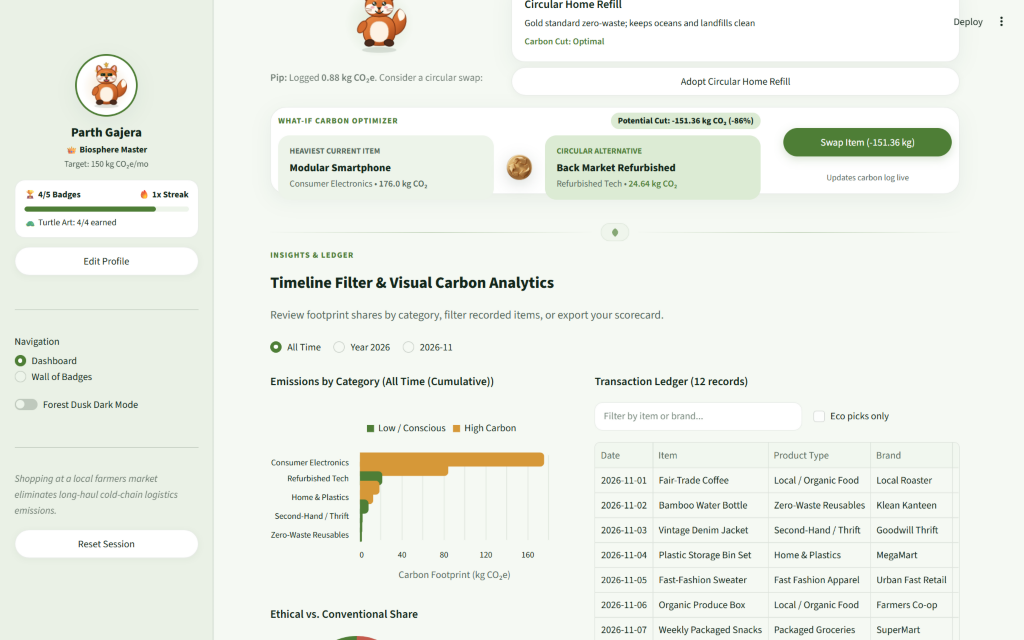 Deploy
Parth Gajera
Biosphere Master
Target: 150 kg CO₂e/mo
4/5 Badges
1x Streak
Turtle Art: 4/4 earned
Edit Profile
Navigation
Dashboard
Wall of Badges
Forest Dusk Dark Mode
Shopping at a local farmers market
eliminates long-haul cold-chain logistics
emissions.
Reset Session
Pip: Logged 0.88 kg CO₂e. Consider a circular swap:
Circular Home Refill
Gold standard zero-waste; keeps oceans and landfills clean
Carbon Cut: Optimal
Adopt Circular Home Refill
WHAT-IF CARBON OPTIMIZER
Potential Cut: -151.36 kg CO₂ (-86%)
HEAVIEST CURRENT ITEM
Modular Smartphone
Consumer Electronics • 176.0 kg CO₂
CIRCULAR ALTERNATIVE
Back Market Refurbished
Refurbished Tech • 24.64 kg CO₂
Swap Item (-151.36 kg)
Updates carbon log live
INSIGHTS & LEDGER
Timeline Filter & Visual Carbon Analytics
Review footprint shares by category, filter recorded items, or export your scorecard.
All Time
Year 2026
2026-11
Emissions by Category (All Time (Cumulative))
Low / Conscious
High Carbon
Consumer Electronics
Refurbished Tech
Home & Plastics
Second-Hand / Thrift
Zero-Waste Reusables
0 40 80 120 160
Carbon Footprint (kg CO₂e)
Ethical vs. Conventional Share
Transaction Ledger (12 records)
Filter by item or brand...
Eco picks only
Date Item Product Type Brand
2026-11-01 Fair-Trade Coffee Local / Organic Food Local Roaster
2026-11-02 Bamboo Water Bottle Zero-Waste Reusables Klean Kanteen
2026-11-03 Vintage Denim Jacket Second-Hand / Thrift Goodwill Thrift
2026-11-04 Plastic Storage Bin Set Home & Plastics MegaMart
2026-11-05 Fast-Fashion Sweater Fast Fashion Apparel Urban Fast Retail
2026-11-06 Organic Produce Box Local / Organic Food Farmers Co-op
2026-11-07 Weekly Packaged Snacks Packaged Groceries SuperMart